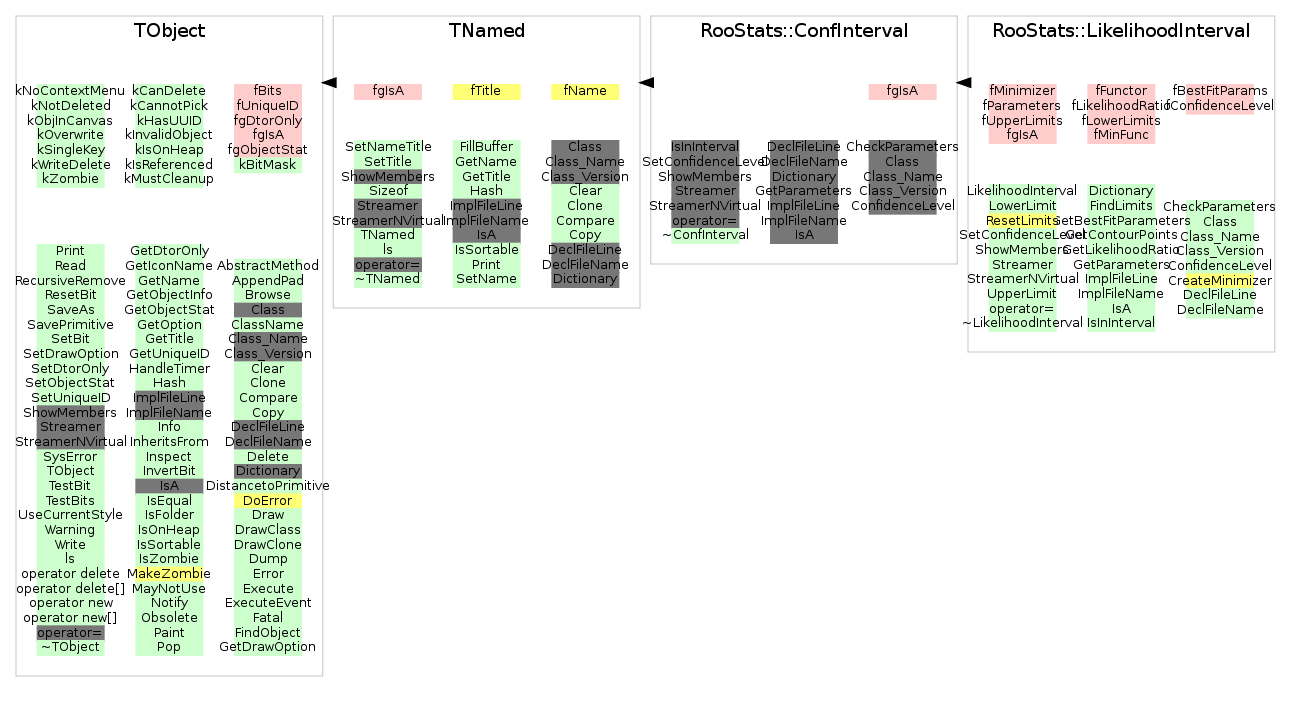 TObject
kNoContextMenu
kNotDeleted
kObjInCanvas
kOverwrite
kSingleKey
kWriteDelete
kZombie
kCanDelete
kCannotPick
kHasUUID
kInvalidObject
kIsOnHeap
kIsReferenced
kMustCleanup
fBits
fUniqueID
fgDtorOnly
fgIsA
fgObjectStat
kBitMask
Print
Read
RecursiveRemove
ResetBit
SaveAs
SavePrimitive
SetBit
SetDrawOption
SetDtorOnly
SetObjectStat
SetUniqueID
ShowMembers
Streamer
StreamerNVirtual
SysError
TObject
TestBit
TestBits
UseCurrentStyle
Warning
Write
ls
operator delete
operator delete[]
operator new
operator new[]
operator=
~TObject
GetDtorOnly
GetIconName
GetName
GetObjectInfo
GetObjectStat
GetOption
GetTitle
GetUniqueID
HandleTimer
Hash
ImplFileLine
ImplFileName
Info
InheritsFrom
Inspect
InvertBit
IsA
IsEqual
IsFolder
IsOnHeap
IsSortable
IsZombie
MakeZombie
MayNotUse
Notify
Obsolete
Paint
Pop
AbstractMethod
AppendPad
Browse
Class
ClassName
Class_Name
Class_Version
Clear
Clone
Compare
Copy
DeclFileLine
DeclFileName
Delete
Dictionary
DistancetoPrimitive
DoError
Draw
DrawClass
DrawClone
Dump
Error
Execute
ExecuteEvent
Fatal
FindObject
GetDrawOption
TNamed
fgIsA
fTitle
fName
SetNameTitle
SetTitle
ShowMembers
Sizeof
Streamer
StreamerNVirtual
TNamed
ls
operator=
~TNamed
FillBuffer
GetName
GetTitle
Hash
ImplFileLine
ImplFileName
IsA
IsSortable
Print
SetName
Class
Class_Name
Class_Version
Clear
Clone
Compare
Copy
DeclFileLine
DeclFileName
Dictionary
RooStats::ConfInterval
fgIsA
IsInInterval
SetConfidenceLevel
ShowMembers
Streamer
StreamerNVirtual
operator=
~ConfInterval
DeclFileLine
DeclFileName
Dictionary
GetParameters
ImplFileLine
ImplFileName
IsA
CheckParameters
Class
Class_Name
Class_Version
ConfidenceLevel
RooStats::LikelihoodInterval
fMinimizer
fParameters
fUpperLimits
fgIsA
fFunctor
fLikelihoodRatio
fLowerLimits
fMinFunc
fBestFitParams
fConfidenceLevel
LikelihoodInterval
LowerLimit
ResetLimits
SetConfidenceLevel
ShowMembers
Streamer
StreamerNVirtual
UpperLimit
operator=
~LikelihoodInterval
Dictionary
FindLimits
GetBestFitParameters
GetContourPoints
GetLikelihoodRatio
GetParameters
ImplFileLine
ImplFileName
IsA
IsInInterval
CheckParameters
Class
Class_Name
Class_Version
ConfidenceLevel
CreateMinimizer
DeclFileLine
DeclFileName